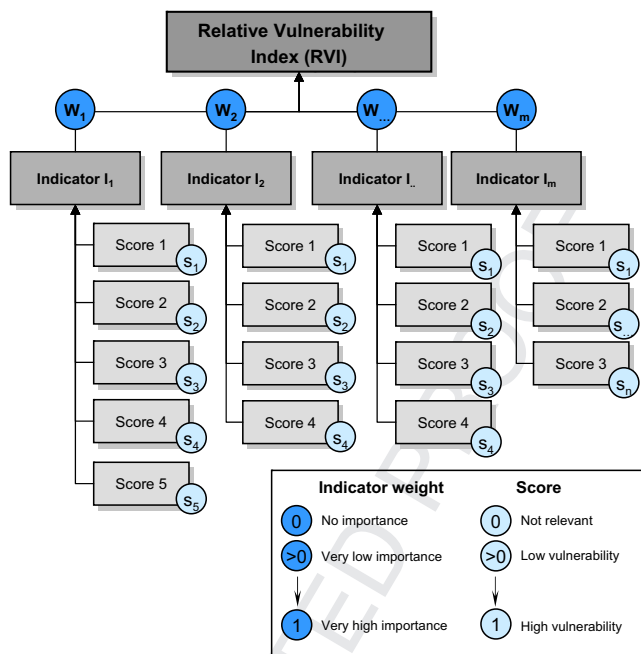 Relative Vulnerability
Index (RVI)
W1
W2
W...
Wm
Indicator I1
Indicator I2
Indicator I..
Indicator Im
Score 1
s1
Score 2
s2
Score 3
s3
Score 4
s4
Score 5
s5
Score 1
s1
Score 2
s2
Score 3
s3
Score 4
s4
Score 1
s1
Score 2
s2
Score 3
s3
Score 4
s4
Score 1
s1
Score 2
s...
Score 3
sn
Indicator weight
0 No importance
>0 Very low importance
1 Very high importance
Score
0 Not relevant
>0 Low vulnerability
1 High vulnerability
TED PROOF